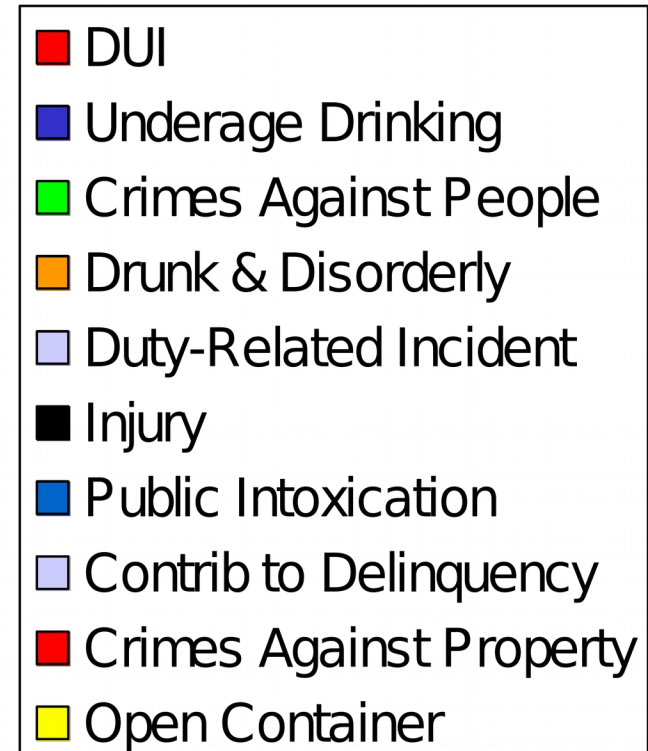 DUI
Underage Drinking
Crimes Against People
Drunk & Disorderly
Duty-Related Incident
Injury
Public Intoxication
Contrib to Delinquency
Crimes Against Property
Open Container